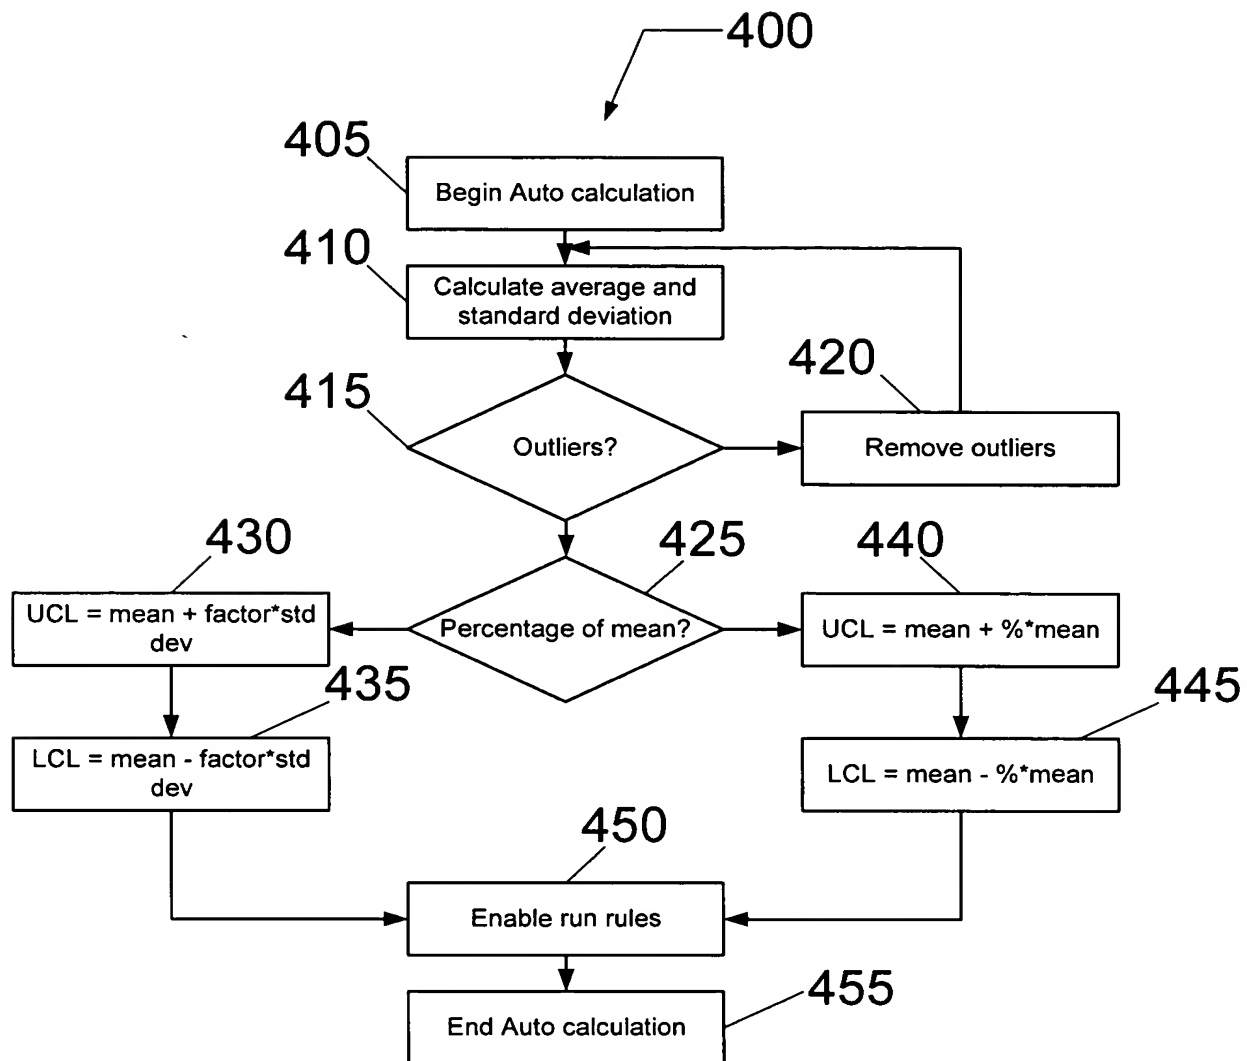 400
405
Begin Auto calculation
410
Calculate average and
standard deviation
420
415
Outliers?
Remove outliers
430
425
440
UCL = mean + factor*std
dev
Percentage of mean?
UCL = mean + %*mean
435
445
LCL = mean - factor*std
dev
LCL = mean - %*mean
450
Enable run rules
455
End Auto calculation